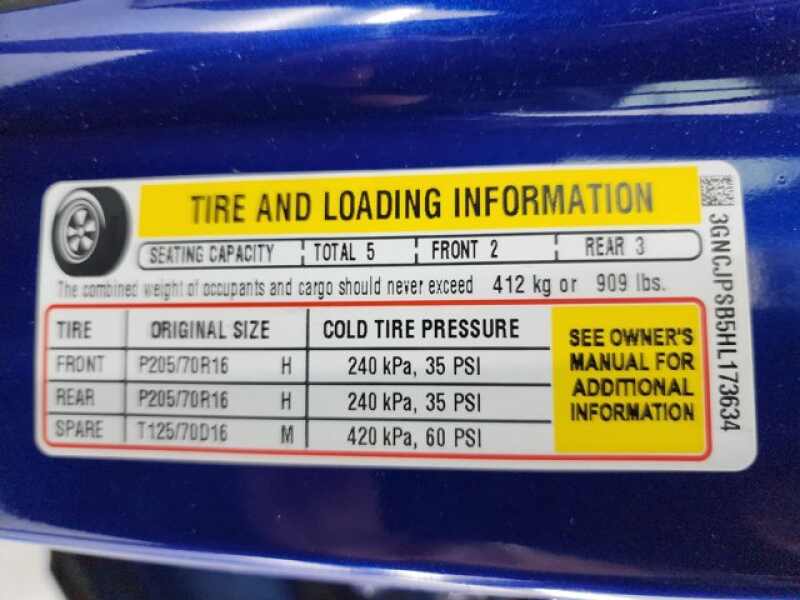 TIRE AND LOADING INFORMATION
SEATING CAPACITY TOTAL 5 FRONT 2 REAR 3
The combined weight of occupants and cargo should never exceed 412 kg or 909 lbs.
TIRE ORIGINAL SIZE COLD TIRE PRESSURE
FRONT P205/70R16 H 240 kPa, 35 PSI
REAR P205/70R16 H 240 kPa, 35 PSI
SPARE T125/70D16 M 420 kPa, 60 PSI
SEE OWNER'S
MANUAL FOR
ADDITIONAL
INFORMATION
3GNCJPSB5HL173634